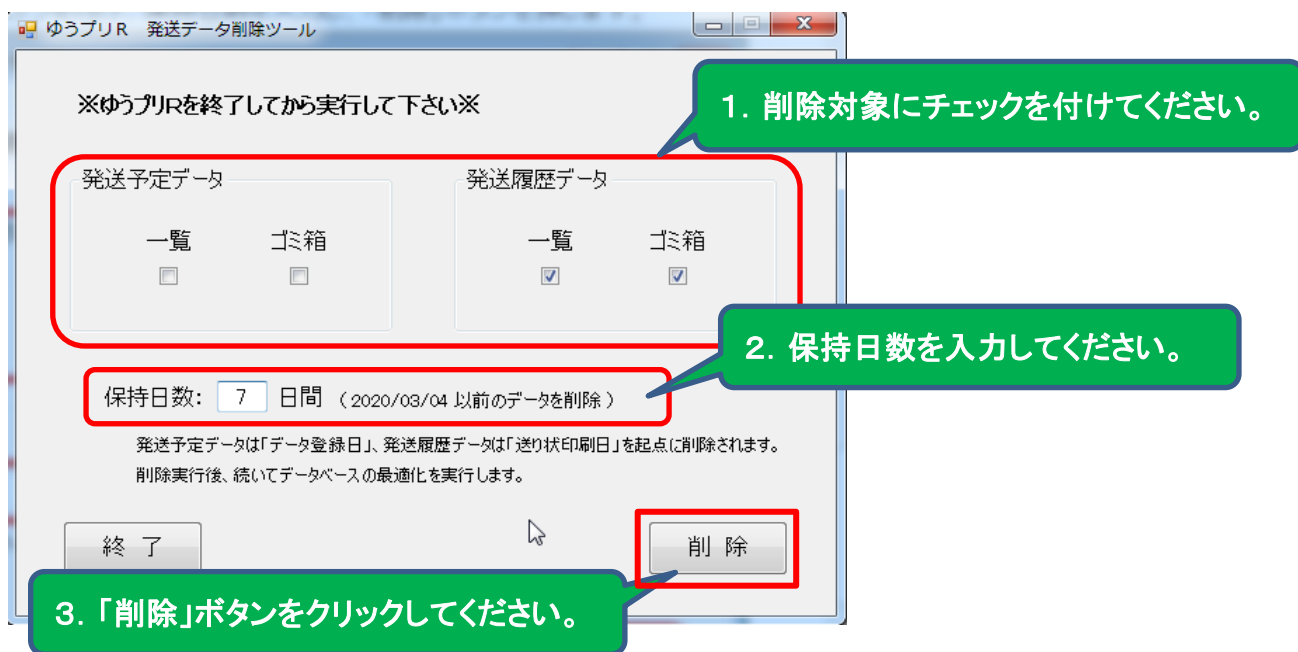 ゆうプリR 発送データ削除ツール
※ゆうプリRを終了してから実行して下さい※
1. 削除対象にチェックを付けてください。
発送予定データ
発送履歴データ
一覧 ゴミ箱
一覧 ゴミ箱
2. 保持日数を入力してください。
保持日数: 7 日間 (2020/03/04 以前のデータを削除)
発送予定データは「データ登録日」、発送履歴データは「送り状印刷日」を起点に削除されます。
削除実行後、続いてデータベースの最適化を実行します。
終 了
削 除
3. 「削除」ボタンをクリックしてください。